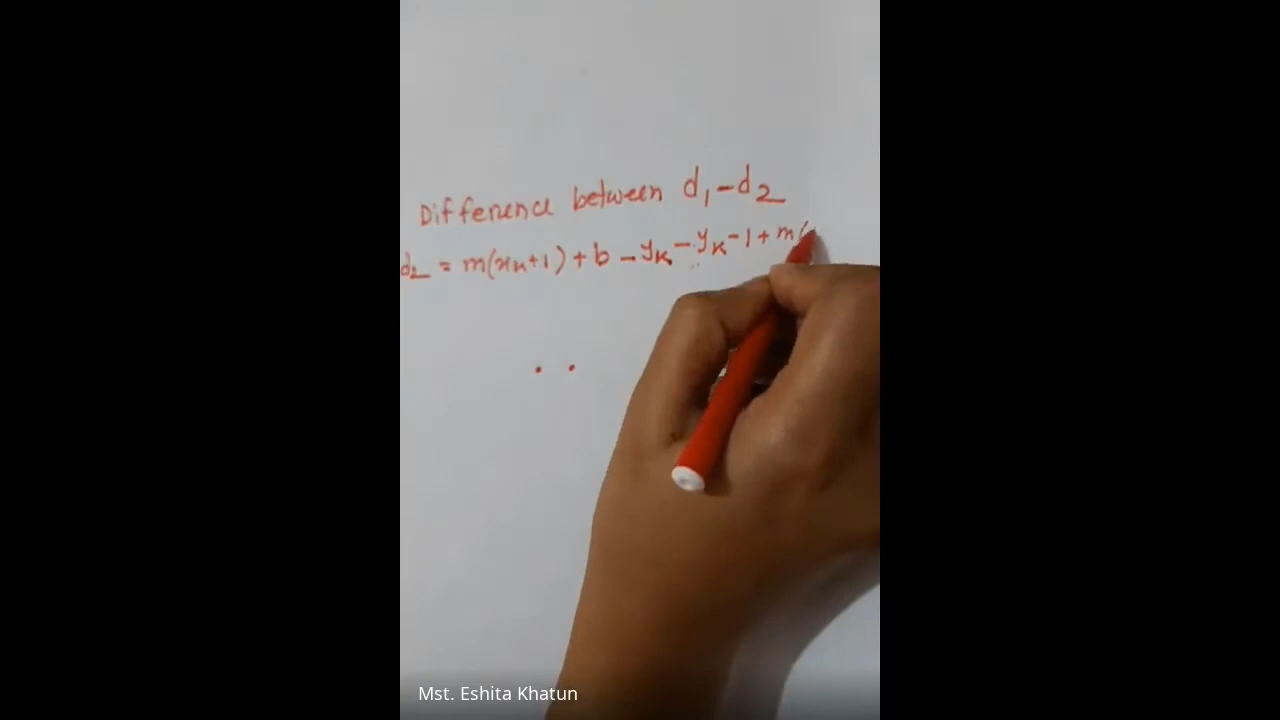 Difference between d₁-d₂
d₂ = m(xₖ+1) + b - yₖ - yₖ - 1 + m(
Mst. Eshita Khatun